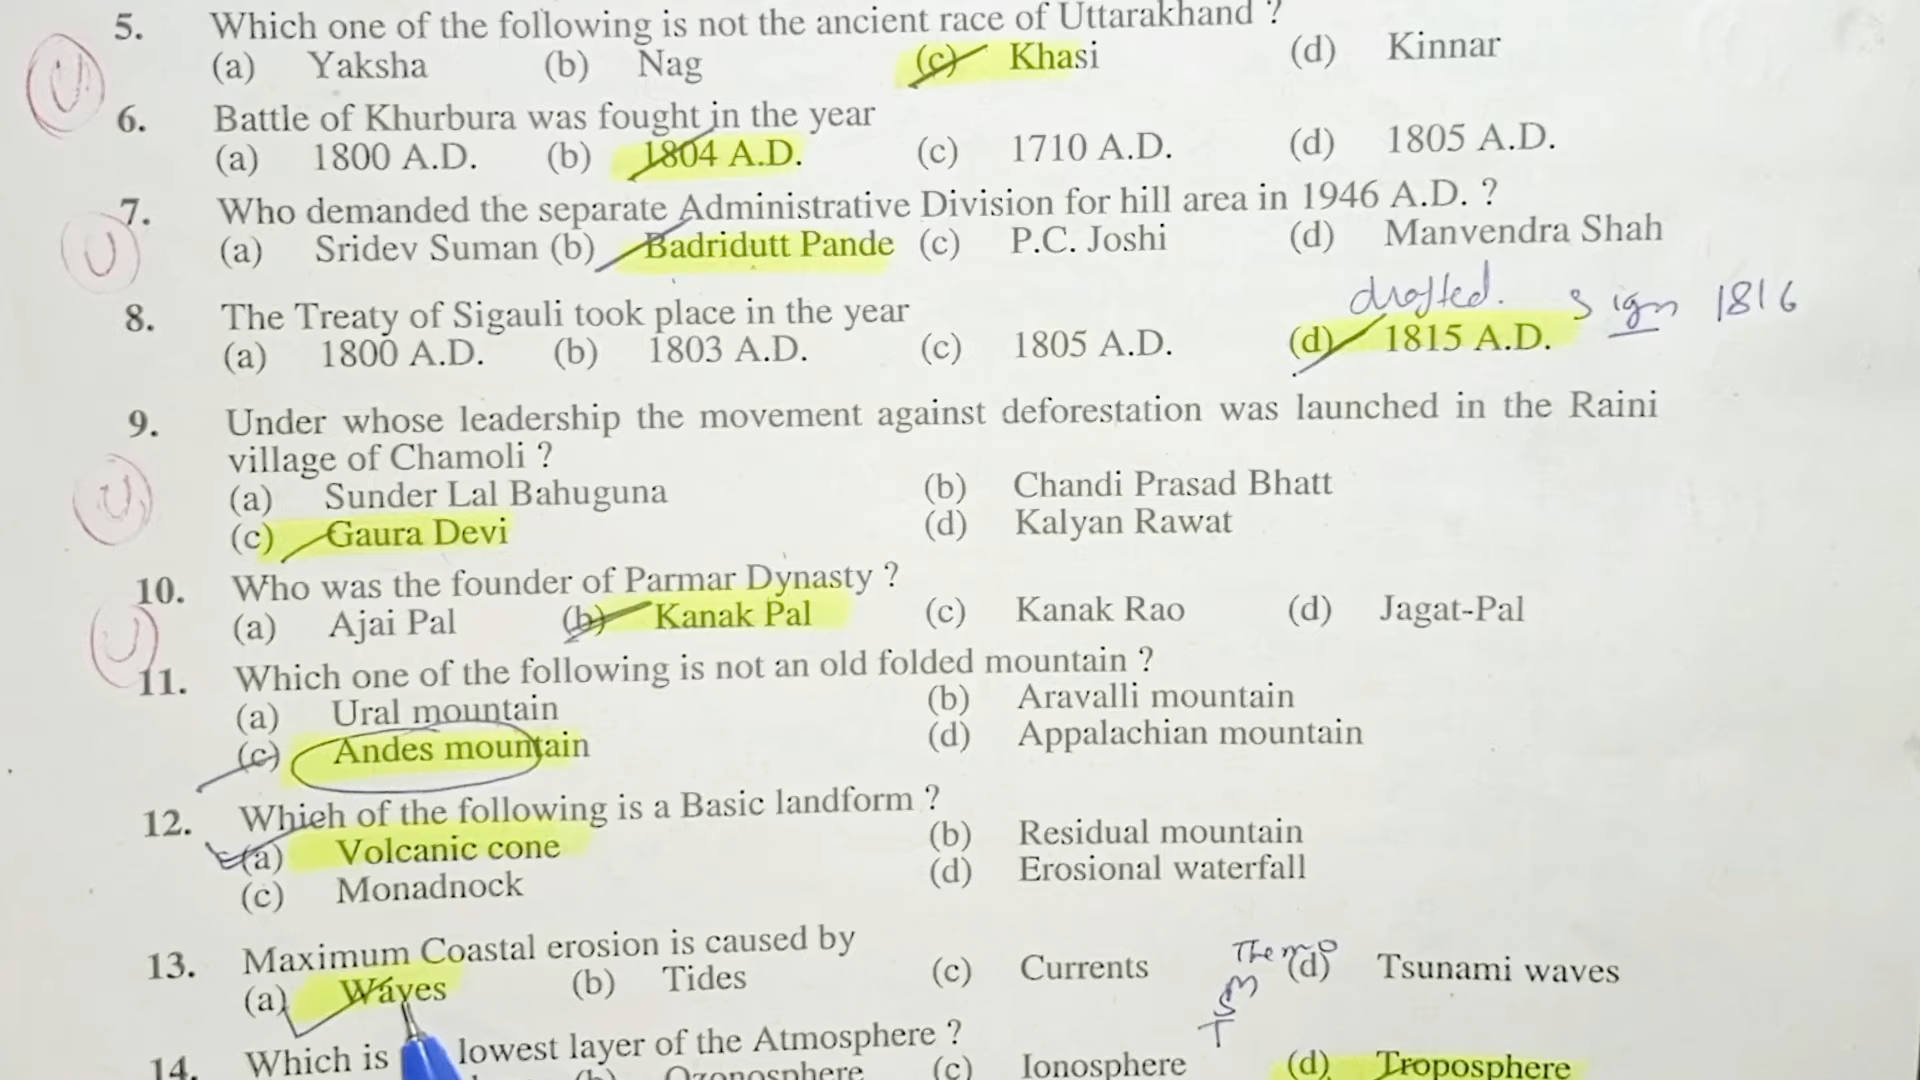 5. Which one of the following is not the ancient race of Uttarakhand ?
(a) Yaksha (b) Nag (c) Khasi (d) Kinnar
6. Battle of Khurbura was fought in the year
(a) 1800 A.D. (b) 1804 A.D. (c) 1710 A.D. (d) 1805 A.D.
7. Who demanded the separate Administrative Division for hill area in 1946 A.D. ?
(a) Sridev Suman (b) Badridutt Pande (c) P.C. Joshi (d) Manvendra Shah
drafted. sign 1816
8. The Treaty of Sigauli took place in the year
(a) 1800 A.D. (b) 1803 A.D. (c) 1805 A.D. (d) 1815 A.D.
9. Under whose leadership the movement against deforestation was launched in the Raini
village of Chamoli ?
(a) Sunder Lal Bahuguna (b) Chandi Prasad Bhatt
(c) Gaura Devi (d) Kalyan Rawat
10. Who was the founder of Parmar Dynasty ?
(a) Ajai Pal (b) Kanak Pal (c) Kanak Rao (d) Jagat-Pal
11. Which one of the following is not an old folded mountain ?
(a) Ural mountain (b) Aravalli mountain
(c) Andes mountain (d) Appalachian mountain
12. Which of the following is a Basic landform ?
(a) Volcanic cone (b) Residual mountain
(c) Monadnock (d) Erosional waterfall
13. Maximum Coastal erosion is caused by
(a) Waves (b) Tides (c) Currents (d) Tsunami waves
14. Which is lowest layer of the Atmosphere ?
(b) Ozonosphere (c) Ionosphere (d) Troposphere